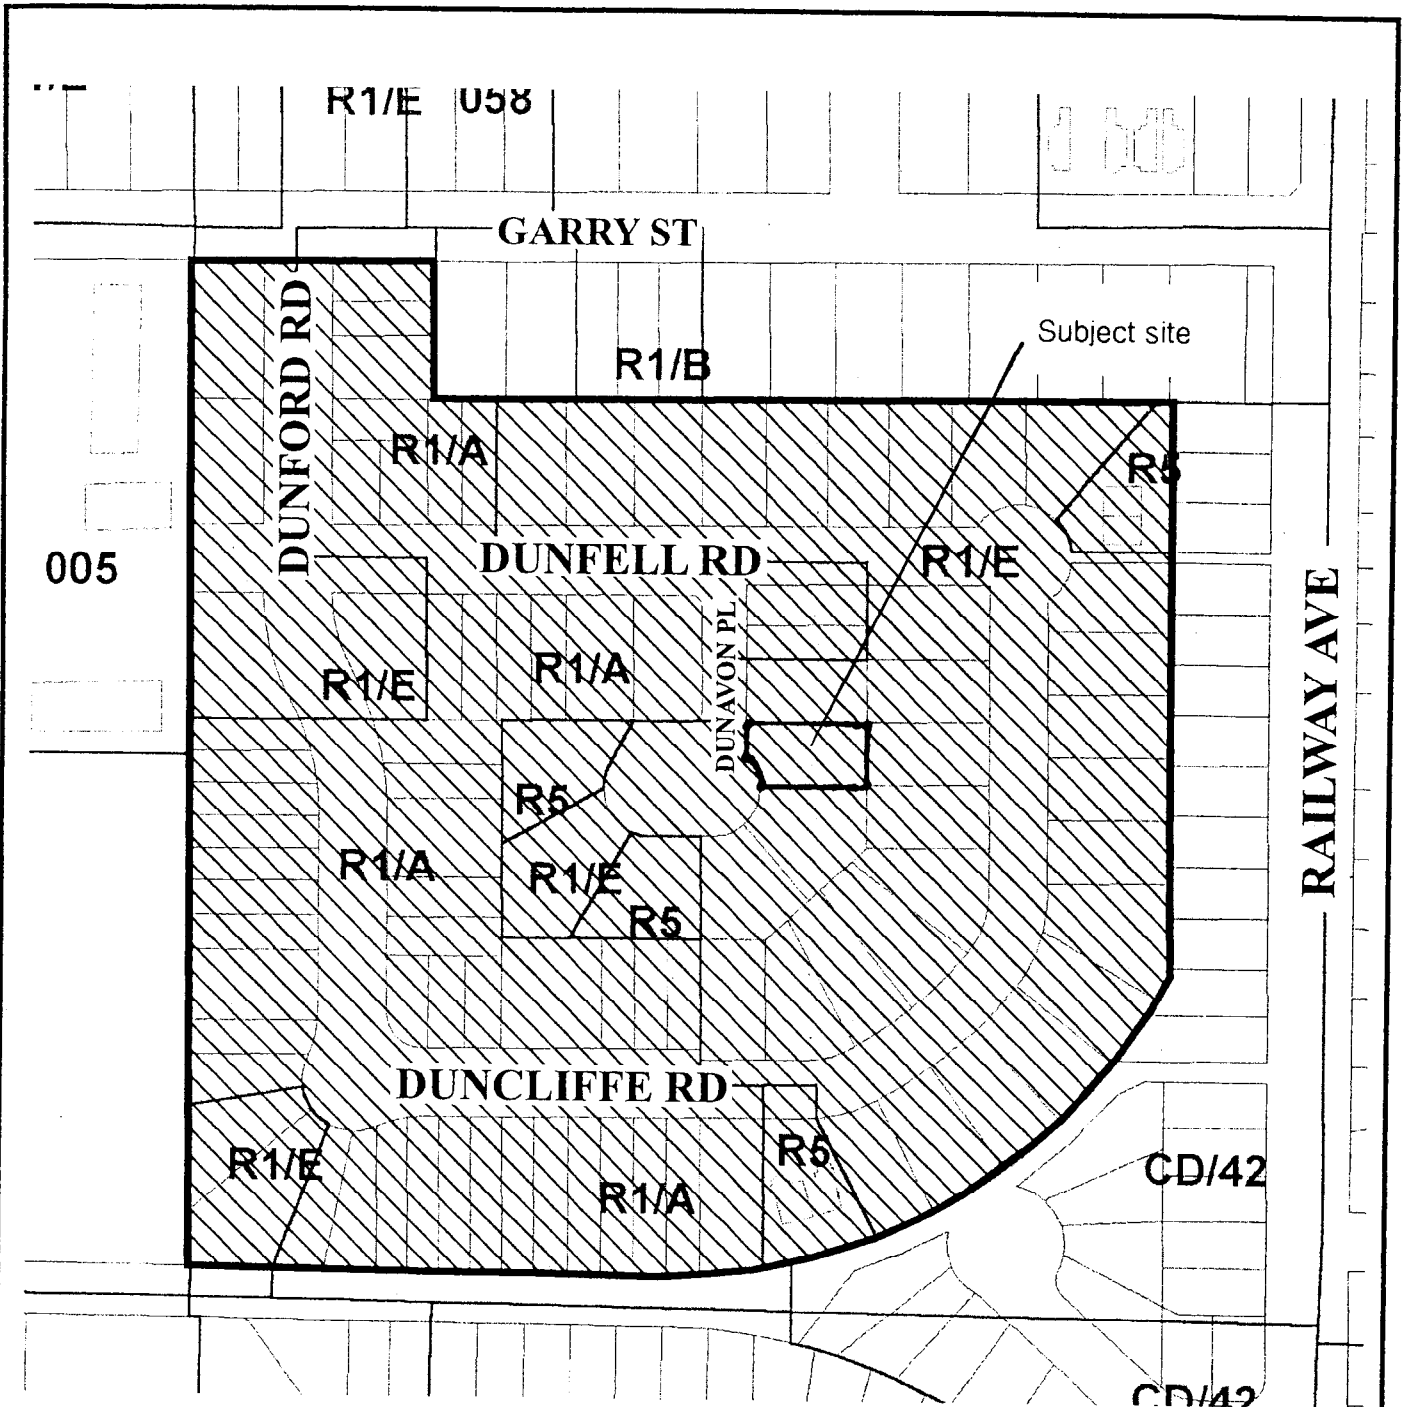 R1/E 058
GARRY ST
Subject site
R1/B
DUNFORD RD
R1/A
R5
DUNFELL RD
R1/E
005
R1/A
R1/E
DUNAVON PL
RAILWAY AVE
R5
R1/A
R1/E
R5
DUNCLIFFE RD
R5
R1/E
CD/42
R1/A
CD/42